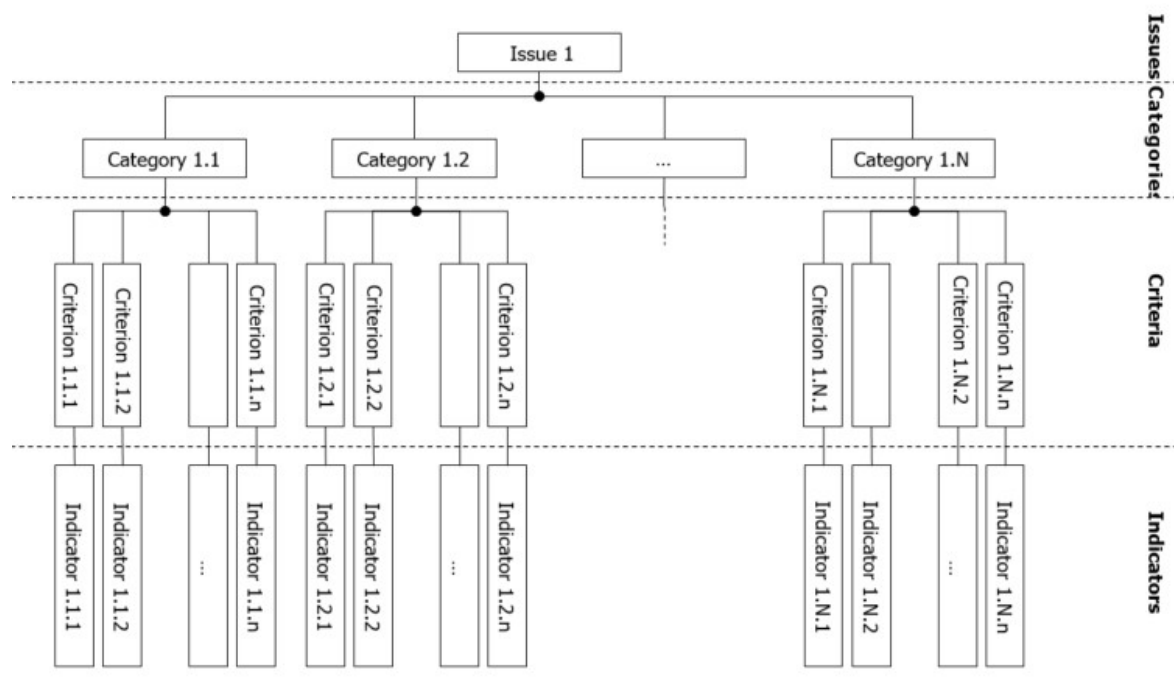 Issue 1
Issues
Category 1.1
Category 1.2
...
Category 1.N
Categories
Criterion 1.1.1
Criterion 1.1.2
Criterion 1.1.n
Criterion 1.2.1
Criterion 1.2.2
Criterion 1.2.n
Criterion 1.N.1
Criterion 1.N.2
Criterion 1.N.n
Criteria
Indicator 1.1.1
Indicator 1.1.2
...
Indicator 1.1.n
Indicator 1.2.1
Indicator 1.2.2
...
Indicator 1.2.n
Indicator 1.N.1
Indicator 1.N.2
...
Indicator 1.N.n
Indicators